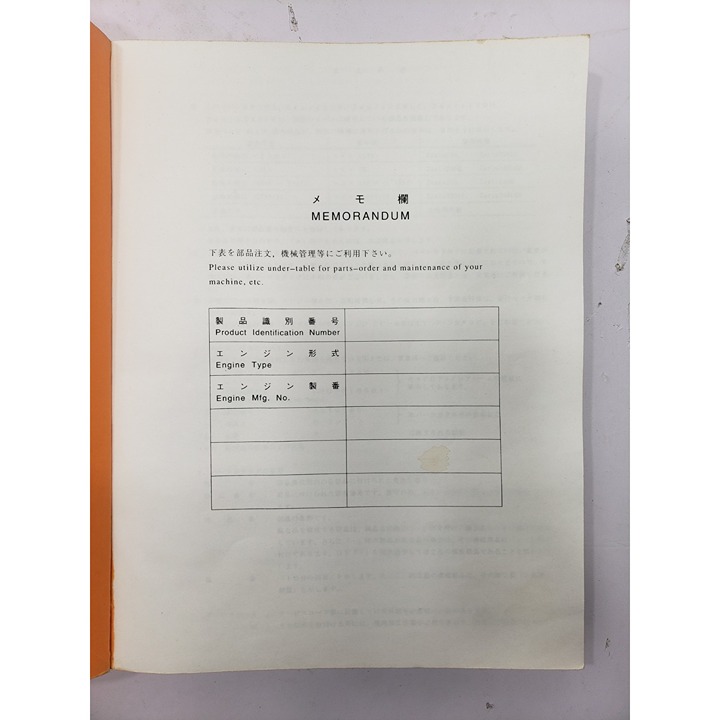 メモ欄
MEMORANDUM
下表を部品注文，機械管理等にご利用下さい。
Please utilize under-table for parts-order and maintenance of your
machine, etc.
製品識別番号
Product Identification Number
エンジン形式
Engine Type
エンジン製番
Engine Mfg. No.